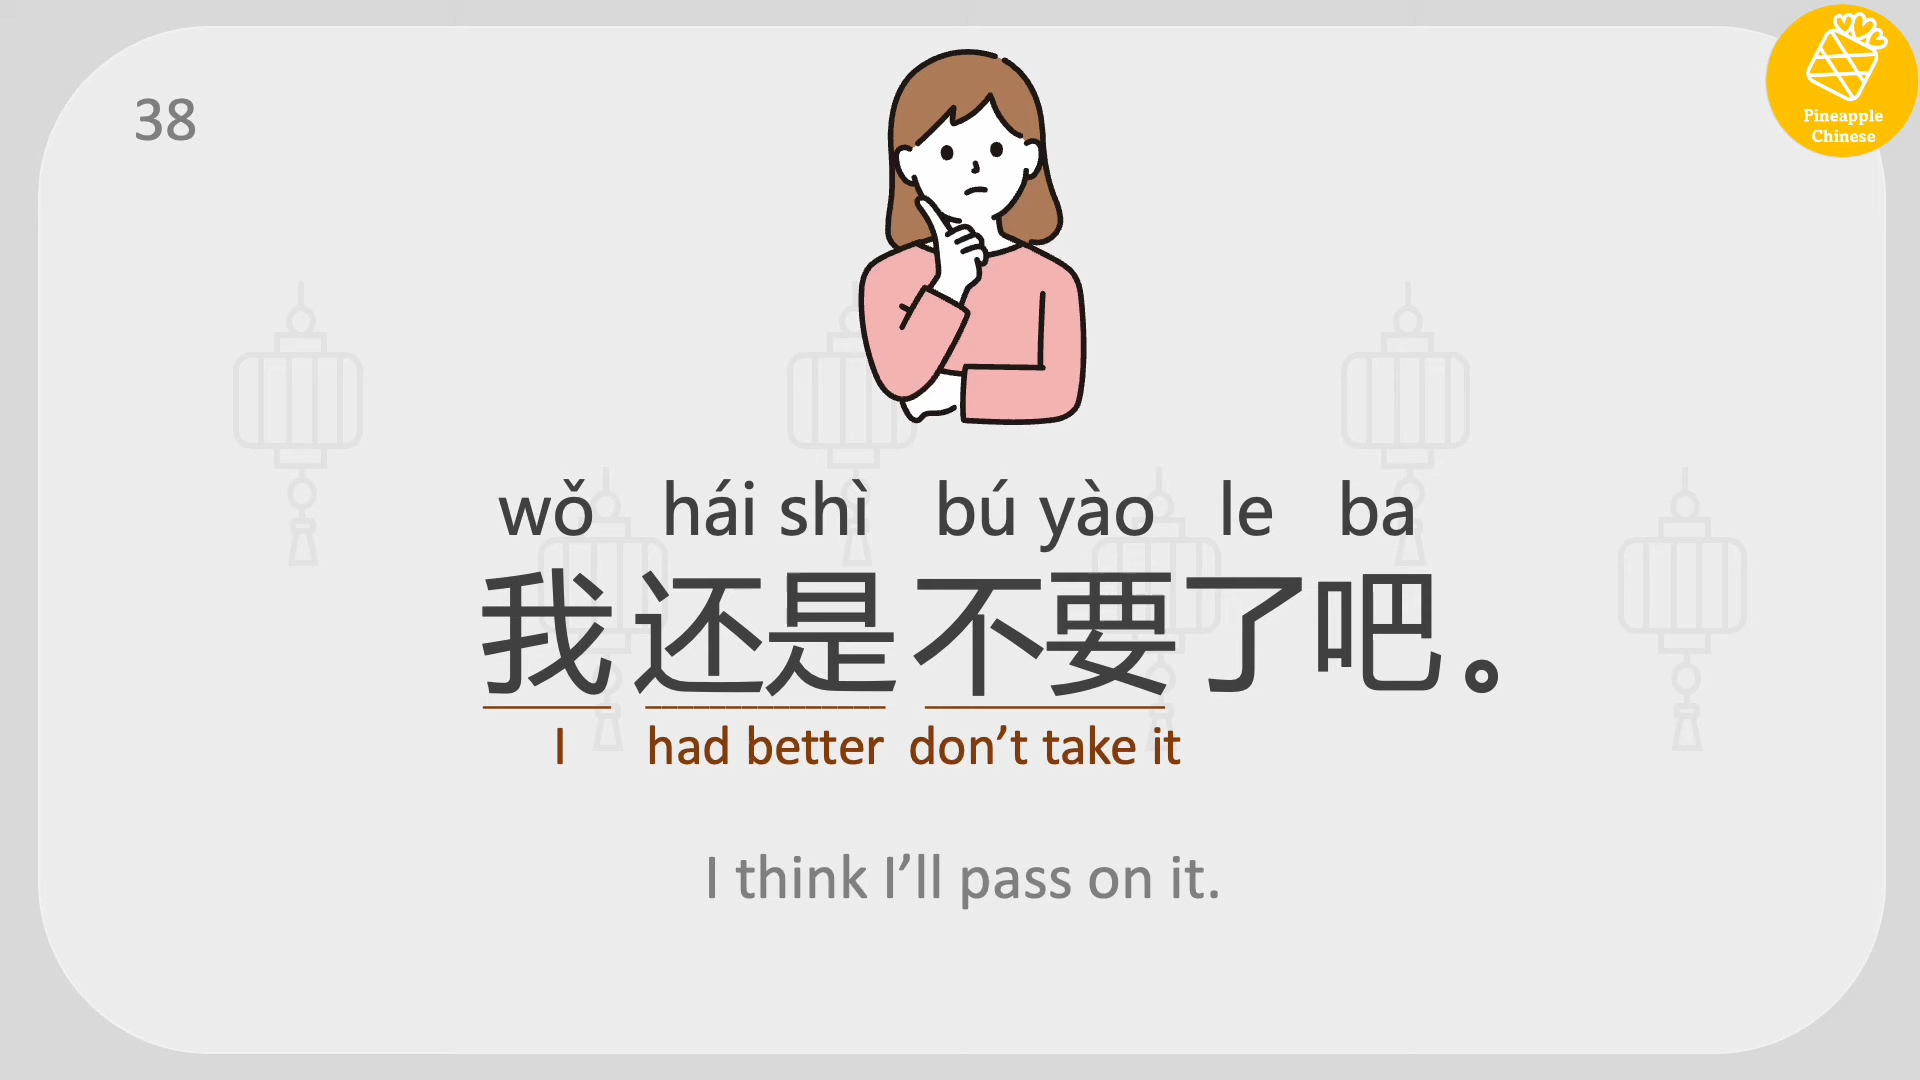 38
Pineapple
Chinese
wǒ hái shì bú yào le ba
我还是不要了吧。
I had better don’t take it
I think I’ll pass on it.